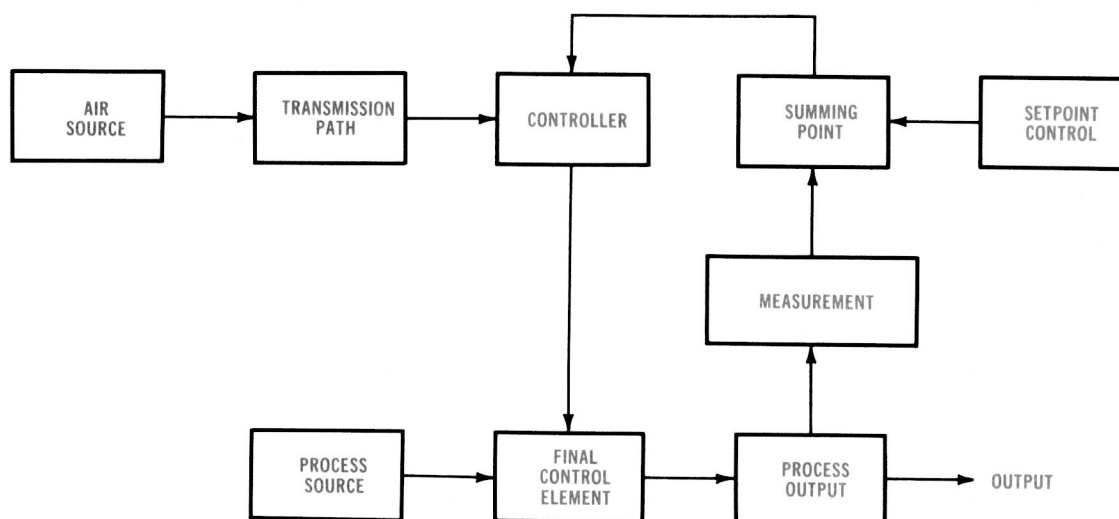 AIR
SOURCE
TRANSMISSION
PATH
CONTROLLER
SUMMING
POINT
SETPOINT
CONTROL
MEASUREMENT
PROCESS
SOURCE
FINAL
CONTROL
ELEMENT
PROCESS
OUTPUT
OUTPUT